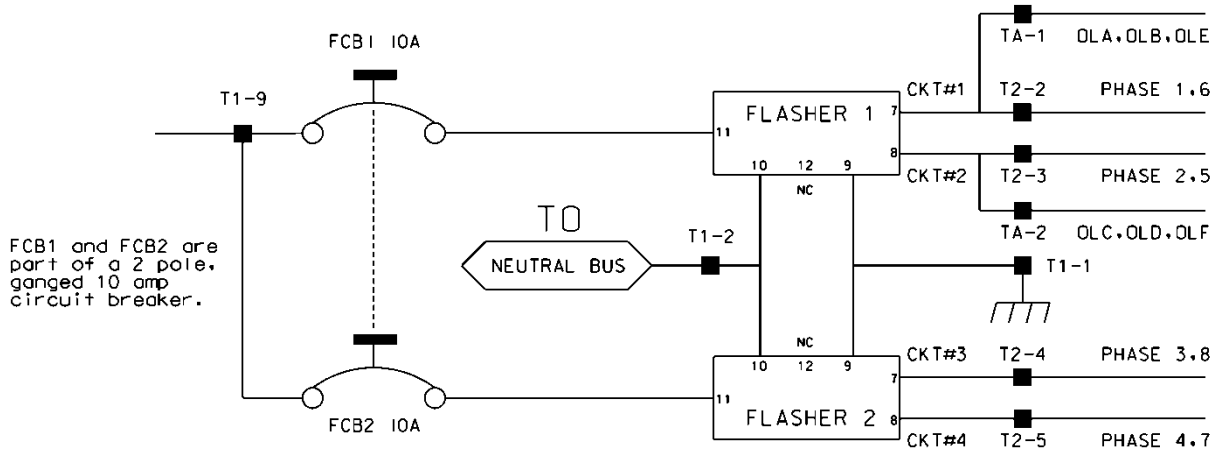 FCB1 10A
T1-9
FCB1 and FCB2 are
part of a 2 pole,
ganged 10 amp
circuit breaker.
FCB2 10A
TO
NEUTRAL BUS
T1-2
FLASHER 1
11
7
8
10 12 9
NC
CKT#1
CKT#2
TA-1 OLA,OLB,OLE
T2-2 PHASE 1,6
T2-3 PHASE 2,5
TA-2 OLC,OLD,OLF
T1-1
NC
10 12 9
11
7
8
FLASHER 2
CKT#3 T2-4 PHASE 3,8
CKT#4 T2-5 PHASE 4,7